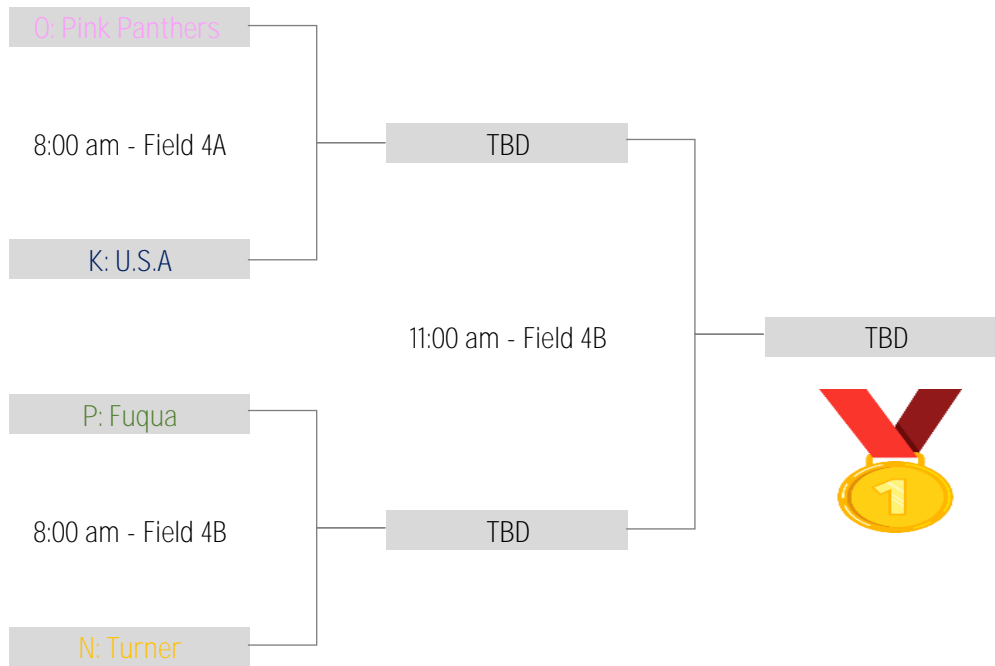 O: Pink Panthers
8:00 am - Field 4A
TBD
K: U.S.A
11:00 am - Field 4B
TBD
P: Fuqua
8:00 am - Field 4B
TBD
N: Turner
1